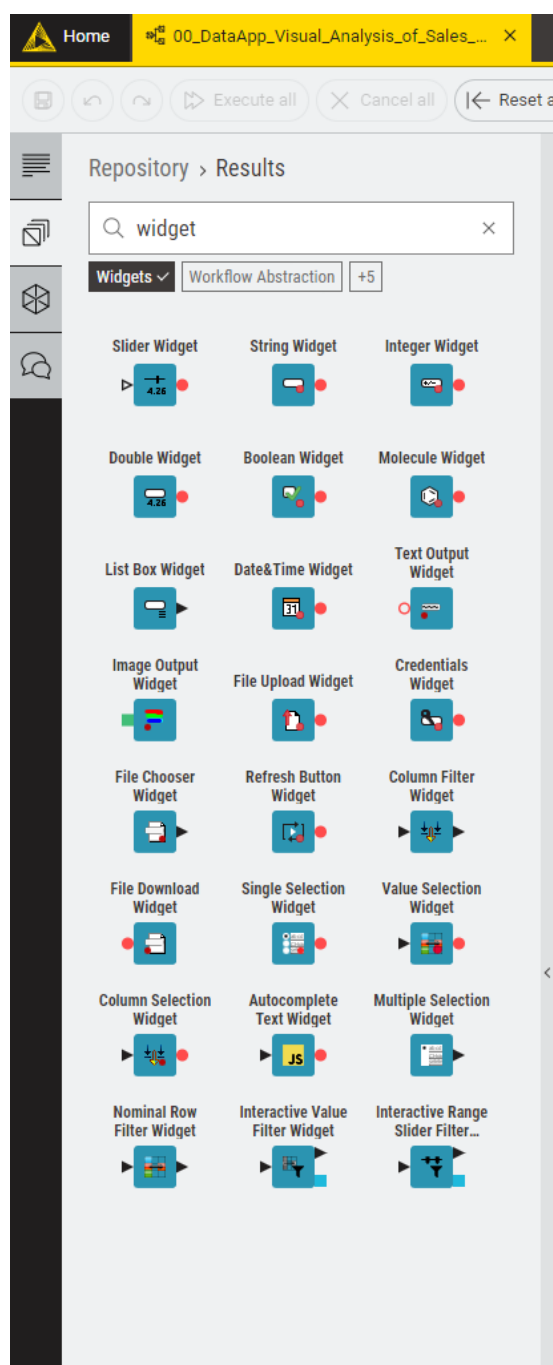 Home
00_DataApp_Visual_Analysis_of_Sales_...
Execute all
Cancel all
Reset a
Repository › Results
widget
Widgets
Workflow Abstraction
+5
Slider Widget
String Widget
Integer Widget
4.26
Double Widget
Boolean Widget
Molecule Widget
4.26
List Box Widget
Date&Time Widget
Text Output
Widget
31
Image Output
Widget
File Upload Widget
Credentials
Widget
File Chooser
Widget
Refresh Button
Widget
Column Filter
Widget
File Download
Widget
Single Selection
Widget
Value Selection
Widget
Column Selection
Widget
Autocomplete
Text Widget
Multiple Selection
Widget
JS
Nominal Row
Filter Widget
Interactive Value
Filter Widget
Interactive Range
Slider Filter...